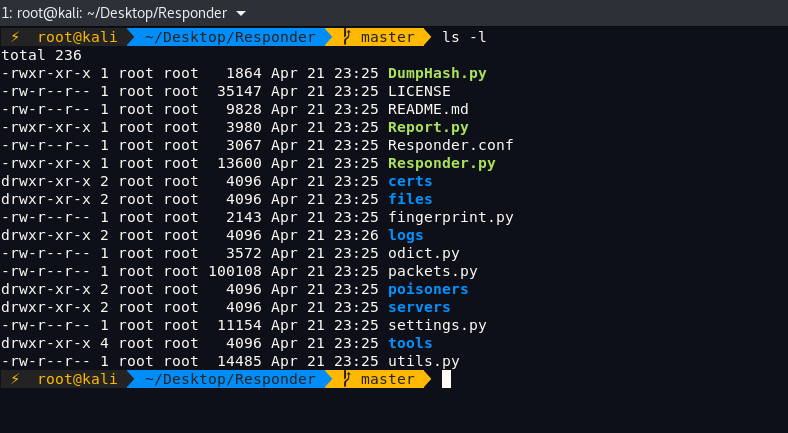 1: root@kali: ~/Desktop/Responder ▾
⚡ root@kali ~/Desktop/Responder master ls -l
total 236
-rwxr-xr-x 1 root root   1864 Apr 21 23:25 DumpHash.py
-rw-r--r-- 1 root root  35147 Apr 21 23:25 LICENSE
-rw-r--r-- 1 root root   9828 Apr 21 23:25 README.md
-rwxr-xr-x 1 root root   3980 Apr 21 23:25 Report.py
-rw-r--r-- 1 root root   3067 Apr 21 23:25 Responder.conf
-rwxr-xr-x 1 root root  13600 Apr 21 23:25 Responder.py
drwxr-xr-x 2 root root   4096 Apr 21 23:25 certs
drwxr-xr-x 2 root root   4096 Apr 21 23:25 files
-rw-r--r-- 1 root root   2143 Apr 21 23:25 fingerprint.py
drwxr-xr-x 2 root root   4096 Apr 21 23:26 logs
-rw-r--r-- 1 root root   3572 Apr 21 23:25 odict.py
-rw-r--r-- 1 root root 100108 Apr 21 23:25 packets.py
drwxr-xr-x 2 root root   4096 Apr 21 23:25 poisoners
drwxr-xr-x 2 root root   4096 Apr 21 23:25 servers
-rw-r--r-- 1 root root  11154 Apr 21 23:25 settings.py
drwxr-xr-x 4 root root   4096 Apr 21 23:25 tools
-rw-r--r-- 1 root root  14485 Apr 21 23:25 utils.py
⚡ root@kali ~/Desktop/Responder master